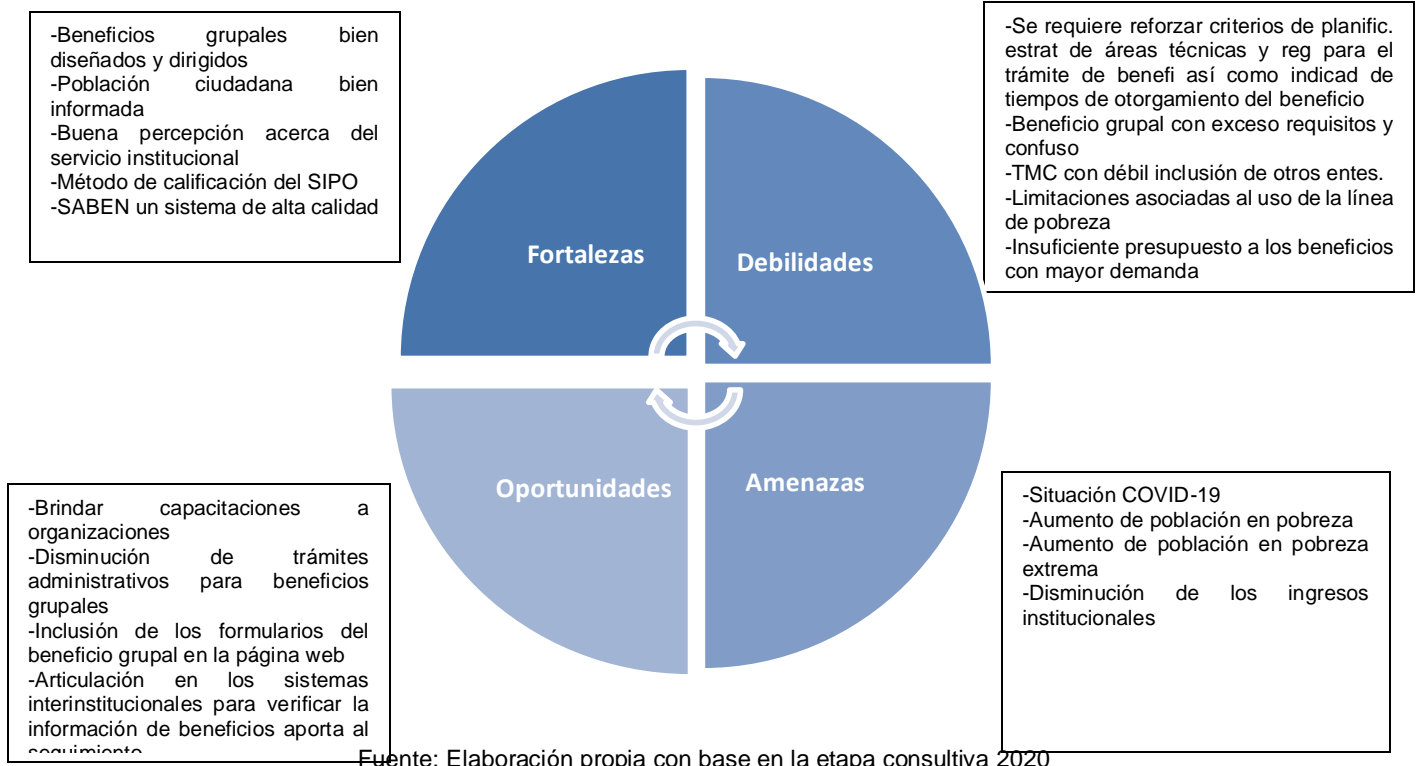 -Beneficios grupales bien
diseñados y dirigidos
-Población ciudadana bien
informada
-Buena percepción acerca del
servicio institucional
-Método de calificación del SIPO
-SABEN un sistema de alta calidad
-Se requiere reforzar criterios de planific.
estrat de áreas técnicas y reg para el
trámite de benefi así como indicad de
tiempos de otorgamiento del beneficio
-Beneficio grupal con exceso requisitos y
confuso
-TMC con débil inclusión de otros entes.
-Limitaciones asociadas al uso de la línea
de pobreza
-Insuficiente presupuesto a los beneficios
con mayor demanda
Fortalezas
Debilidades
Oportunidades
Amenazas
-Brindar capacitaciones a
organizaciones
-Disminución de trámites
administrativos para beneficios
grupales
-Inclusión de los formularios del
beneficio grupal en la página web
-Articulación en los sistemas
interinstitucionales para verificar la
información de beneficios aporta al
seguimiento
-Situación COVID-19
-Aumento de población en pobreza
-Aumento de población en pobreza
extrema
-Disminución de los ingresos
institucionales
Fuente: Elaboración propia con base en la etapa consultiva 2020